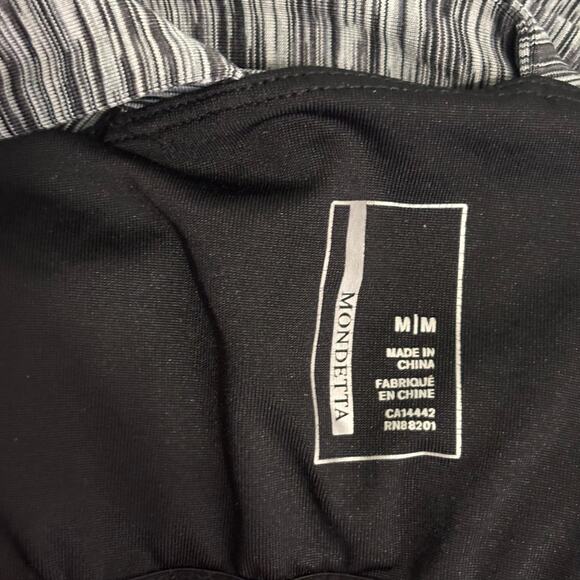 MONDETTA
M|M
MADE IN
CHINA
FABRIQUÉ
EN CHINE
CA14442
RN88201